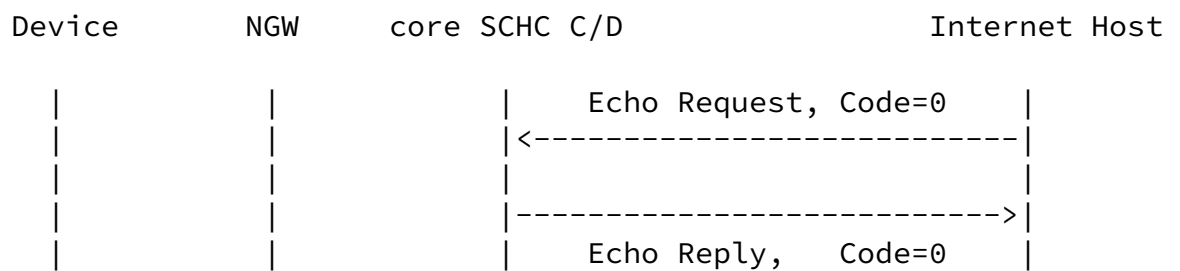 Device NGW core SCHC C/D Internet Host
Echo Request, Code=0
Echo Reply, Code=0